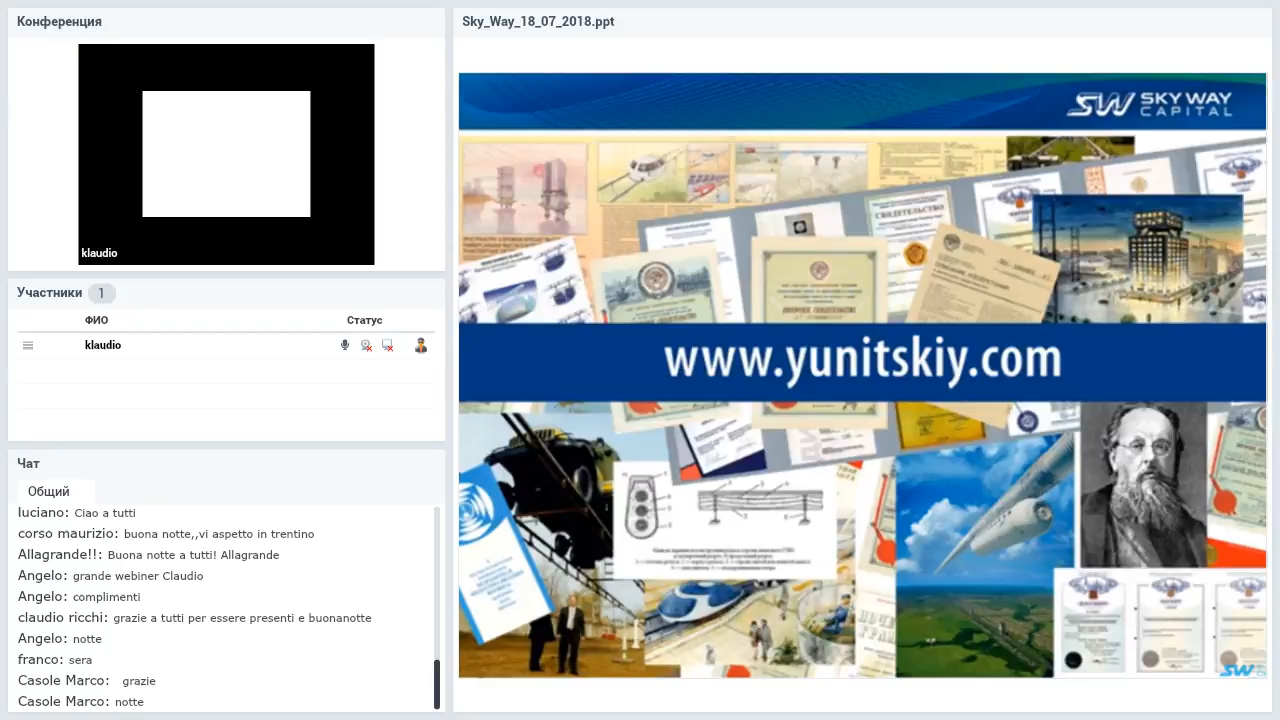 Конференция
klaudio
Участники 1
ФИО Статус
klaudio
Чат
Общий
luciano: Ciao a tutti
corso maurizio: buona notte,,vi aspetto in trentino
Allagrande!!: Buona notte a tutti! Allagrande
Angelo: grande webiner Claudio
Angelo: complimenti
claudio ricchi: grazie a tutti per essere presenti e buonanotte
Angelo: notte
franco: sera
Casole Marco: grazie
Casole Marco: notte
Sky_Way_18_07_2018.ppt
SW SKY WAY
CAPITAL
СВИДЕТЕЛЬСТВО
www.yunitskiy.com
SW